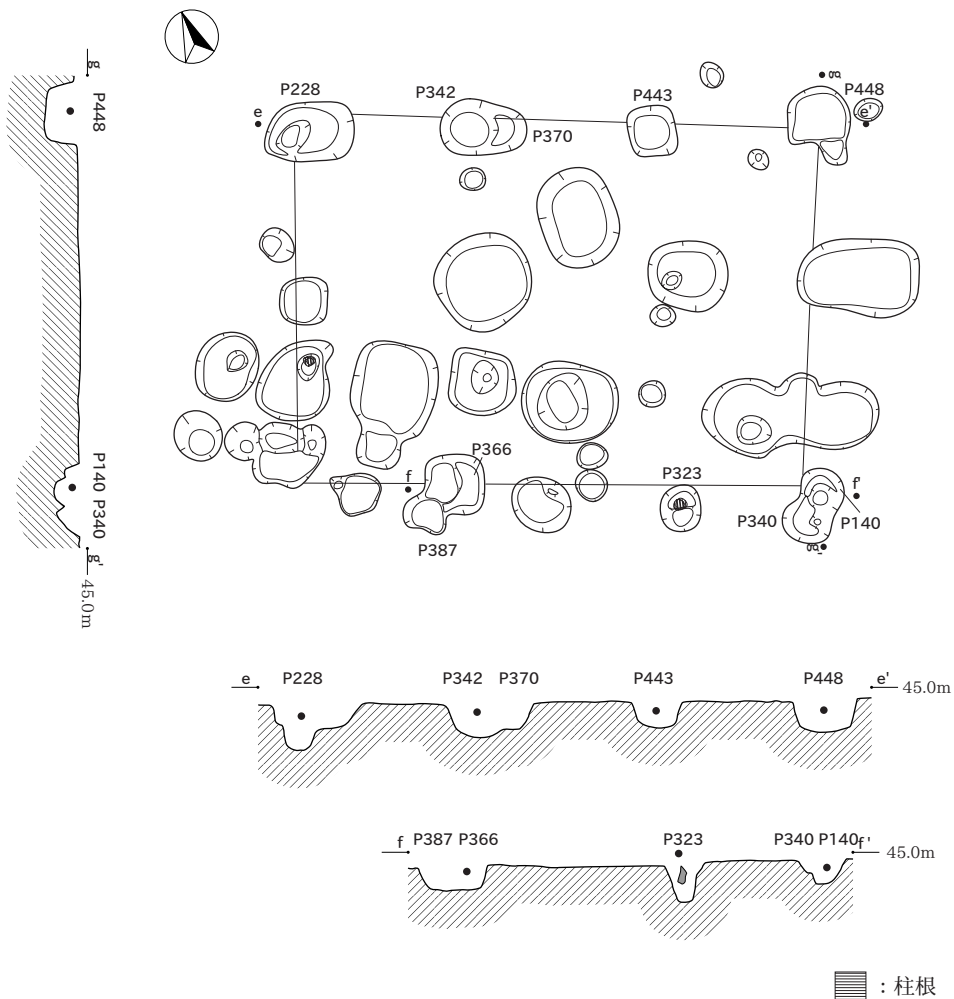 g
P448
P140 P340
g'
45.0m
e
P228
P342
P370
P443
g
P448
e'
f
P366
P387
P323
P340
P140
f'
g'
e
P228
P342
P370
P443
P448
e'
45.0m
f
P387 P366
P323
P340 P140
f'
45.0m
：柱根